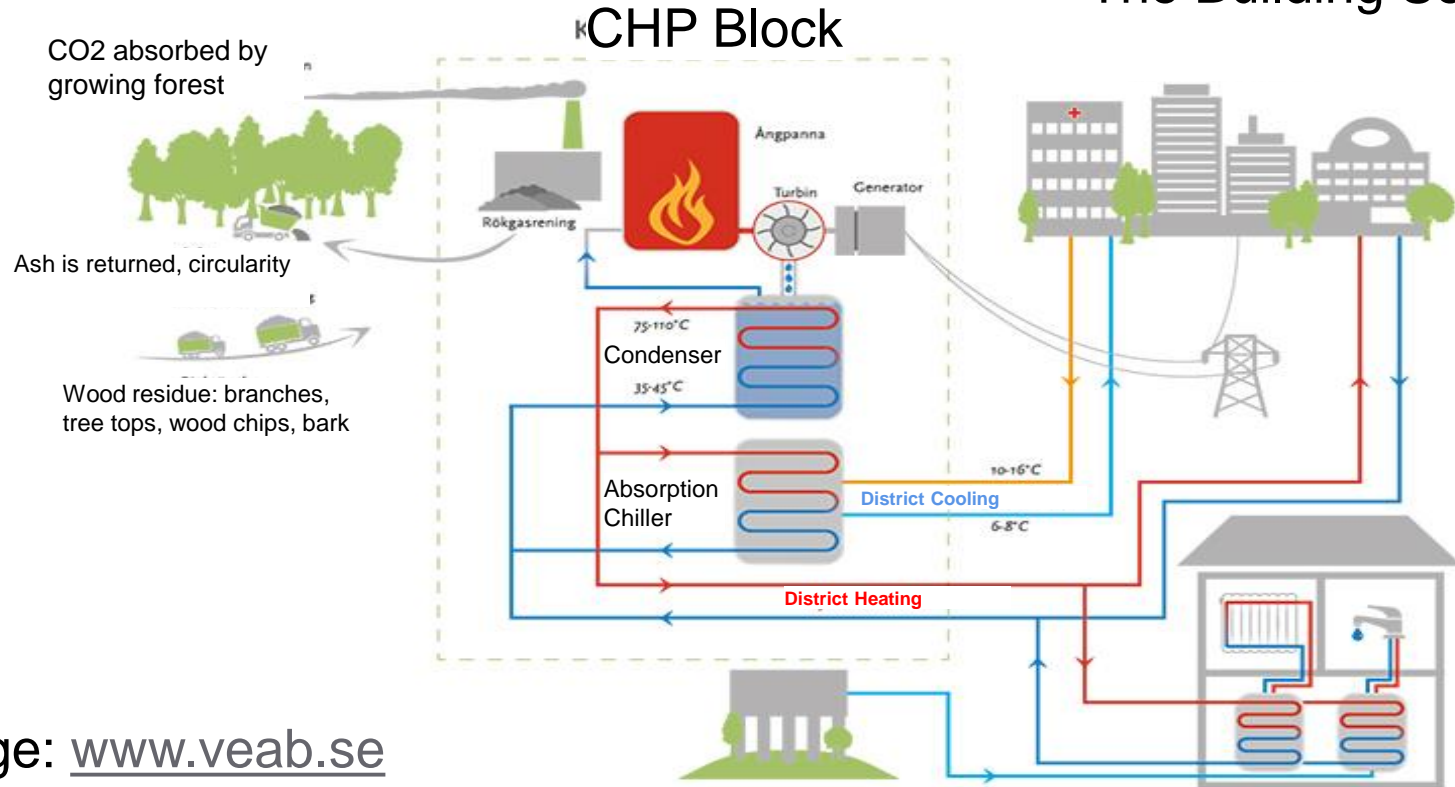 CHP Block
CO2 absorbed by
growing forest
Ångpanna
Turbin
Generator
Rökgasrening
Ash is returned, circularity
75-110°C
Condenser
35-45°C
Wood residue: branches,
tree tops, wood chips, bark
10-16°C
Absorption
Chiller
District Cooling
6-8°C
District Heating
www.veab.se